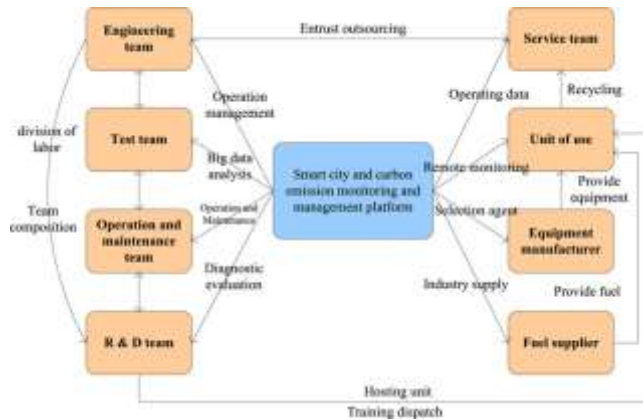 Engineering
team
Entrust outsourcing
Service team
Operation
management
Operating data
Recycling
division of
labor
Test team
Big data
analysis
Smart city and carbon
emission monitoring and
management platform
Remote monitoring
Unit of use
Team
composition
Operation and
maintenance
team
Operation and
Maintenance
Selection agent
Provide
equipment
Equipment
manufacturer
Diagnostic
evaluation
Industry supply
Provide fuel
R & D team
Fuel supplier
Hosting unit
Training dispatch